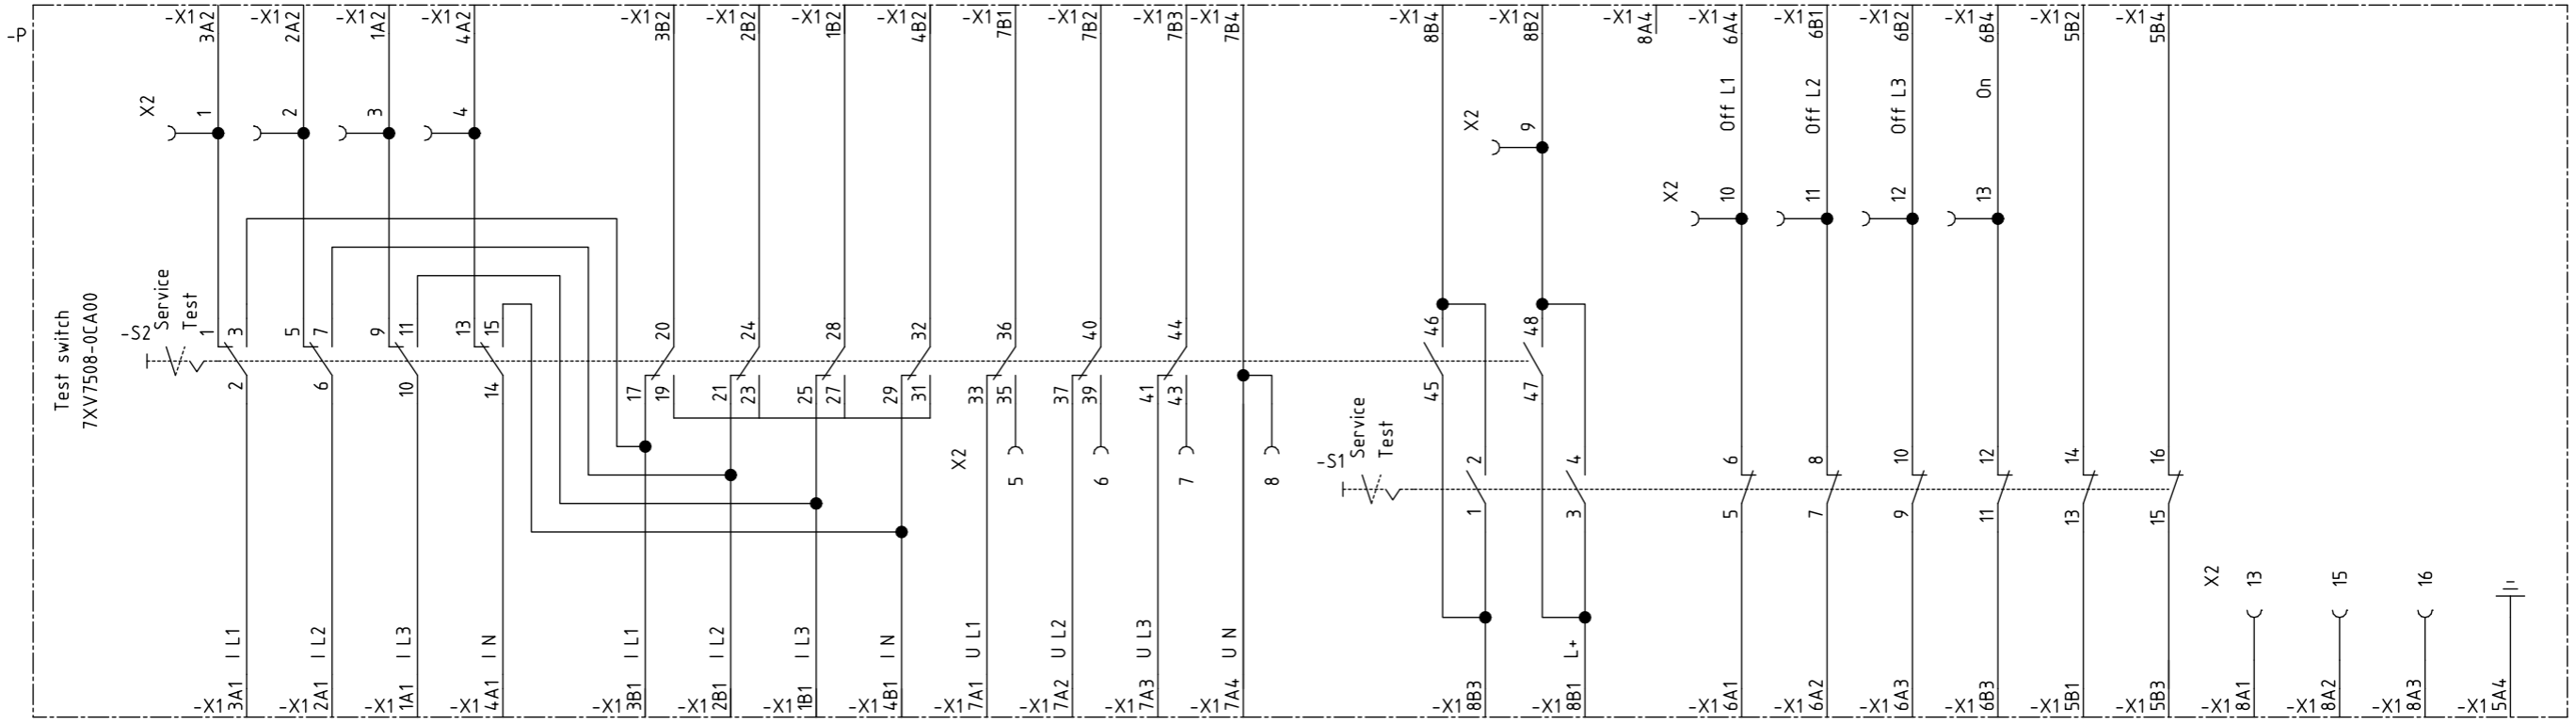 -P
-X1 3A2
-X1 2A2
-X1 1A2
-X1 4A2
-X1 3B2
-X1 2B2
-X1 1B2
-X1 4B2
-X1 7B1
-X1 7B2
-X1 7B3
-X1 7B4
-X1 8B4
-X1 8B2
-X1 8A4
-X1 6A4
-X1 6B1
-X1 6B2
-X1 6B4
-X1 5B2
-X1 5B4
X2
1
2
3
4
X2
9
Off L1
Off L2
Off L3
On
X2
10
11
12
13
Test switch
7XV7508-0CA00
-S2
Service
Test
1
3
2
5
7
6
9
11
10
13
15
14
20
17
19
24
21
23
28
25
27
32
29
31
36
33
35
40
37
39
44
41
43
46
45
48
47
X2
5
6
7
8
-S1
Service
Test
2
1
4
3
6
5
8
7
10
9
12
11
14
13
16
15
X2
13
15
16
I L1
I L2
I L3
I N
I L1
I L2
I L3
I N
U L1
U L2
U L3
U N
L+
-X1 3A1
-X1 2A1
-X1 1A1
-X1 4A1
-X1 3B1
-X1 2B1
-X1 1B1
-X1 4B1
-X1 7A1
-X1 7A2
-X1 7A3
-X1 7A4
-X1 8B3
-X1 8B1
-X1 6A1
-X1 6A2
-X1 6A3
-X1 6B3
-X1 5B1
-X1 5B3
-X1 8A1
-X1 8A2
-X1 8A3
-X1 5A4